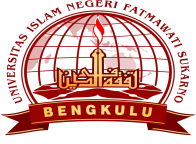 UNIVERSITAS ISLAM NEGERI FATMAWATI SUKARNO
BENGKULU